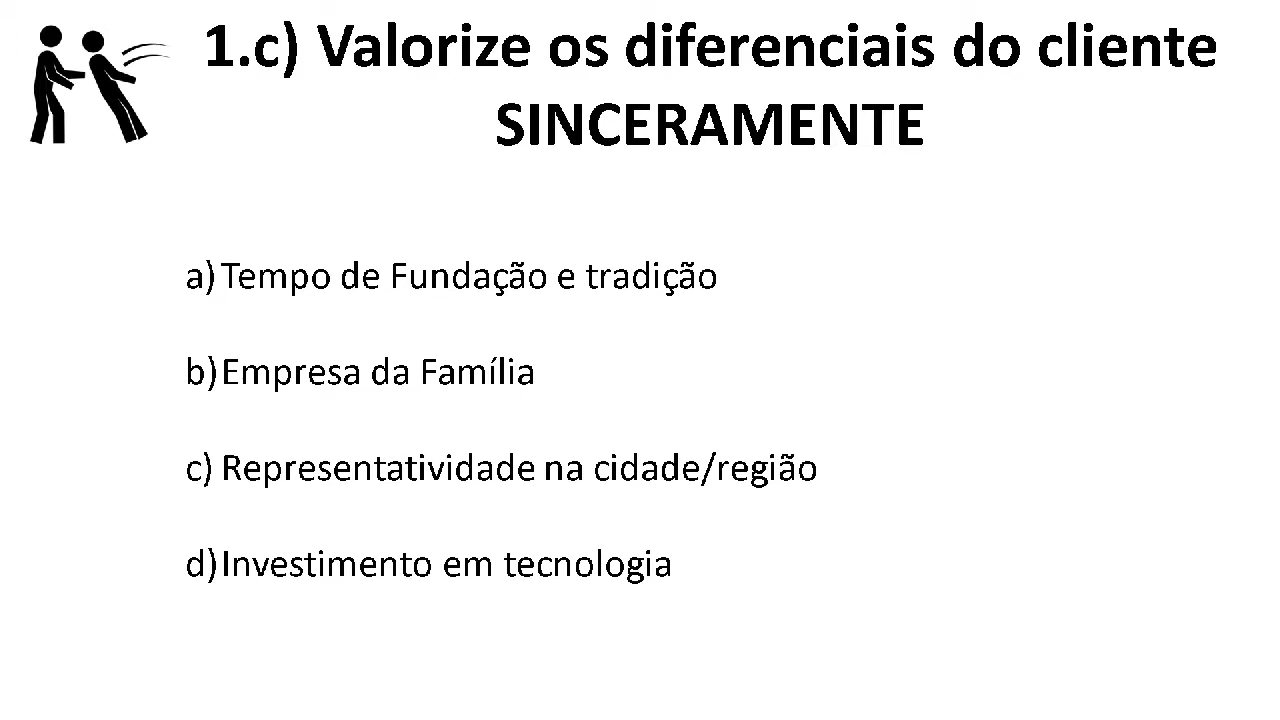 1.c) Valorize os diferenciais do cliente
SINCERAMENTE
a) Tempo de Fundação e tradição
b) Empresa da Família
c) Representatividade na cidade/região
d) Investimento em tecnologia